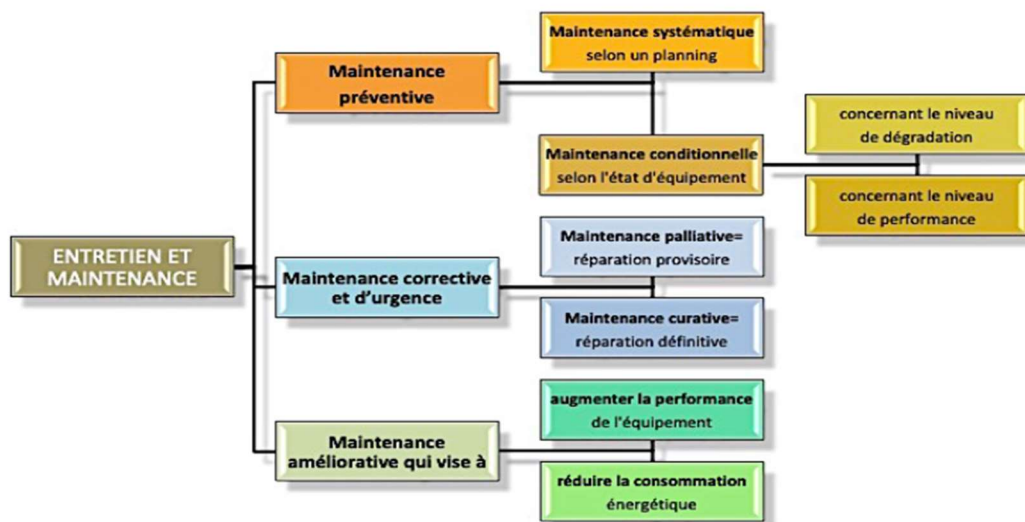 ENTRETIEN ET
MAINTENANCE
Maintenance
préventive
Maintenance systématique
selon un planning
Maintenance conditionnelle
selon l'état d'équipement
concernant le niveau
de dégradation
concernant le niveau
de performance
Maintenance corrective
et d’urgence
Maintenance palliative=
réparation provisoire
Maintenance curative=
réparation définitive
Maintenance
améliorative qui vise à
augmenter la performance
de l'équipement
réduire la consommation
énergétique